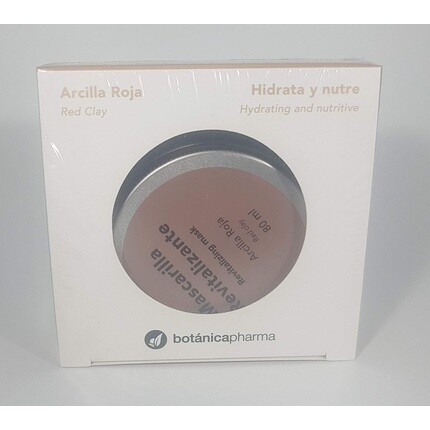 Arcilla Roja
Red Clay
Hidrata y nutre
Hydrating and nutritive
Mascarilla
Revitalizante
Revitalizing mask
Arcilla Roja
Red clay
80 ml
botánicapharma